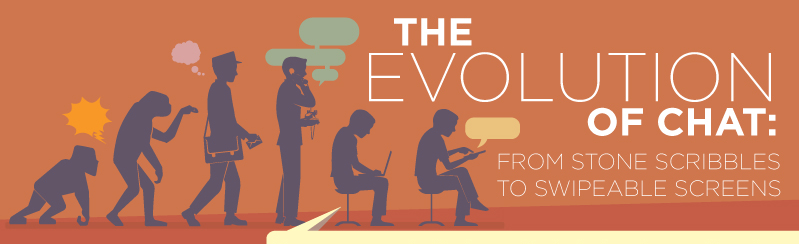 THE
EVOLUTION
OF CHAT:
FROM STONE SCRIBBLES
TO SWIPEABLE SCREENS